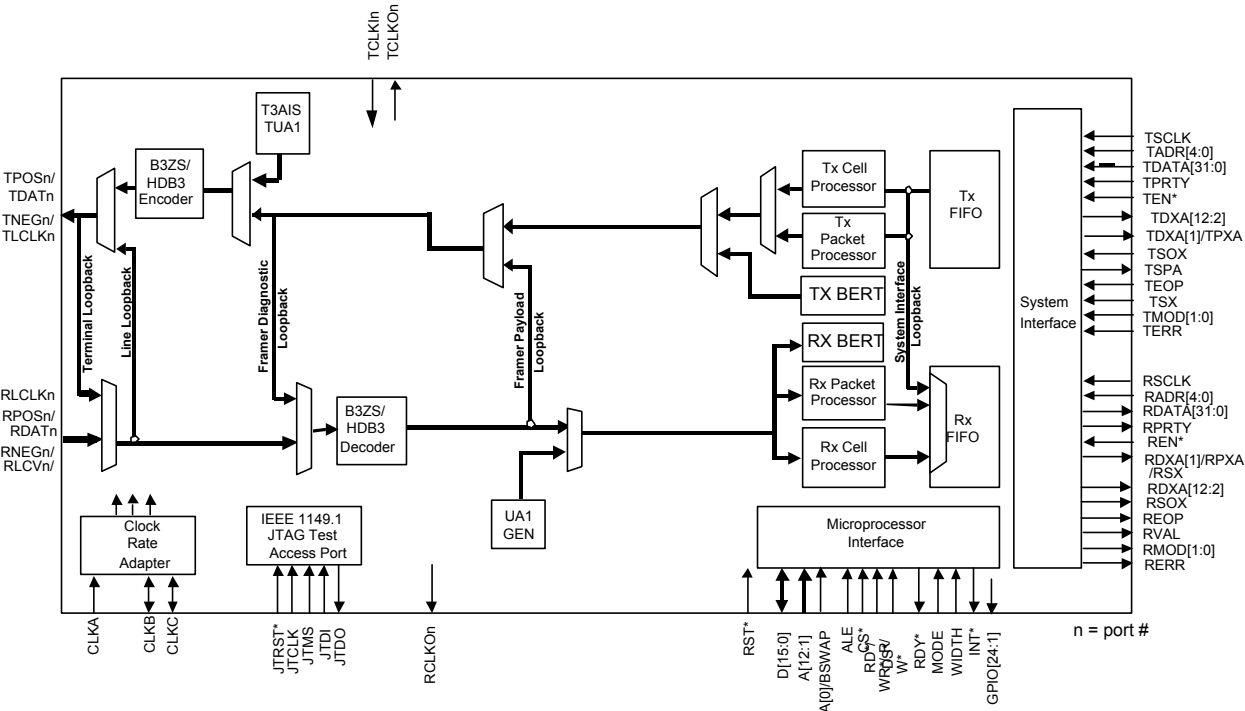 TCLKIn
TCLKOn
T3AIS
TUA1
B3ZS/
HDB3
Encoder
TPOSn/
TDATn
TNEGn/
TLCLKn
Terminal Loopback
Line Loopback
Framer Diagnostic
Loopback
Framer Payload
Loopback
System Interface
Loopback
Tx Cell
Processor
Tx
Packet
Processor
TX BERT
Tx
FIFO
RX BERT
Rx Packet
Processor
Rx Cell
Processor
Rx
FIFO
System
Interface
TSCLK
TADR[4:0]
TDATA[31:0]
TPRTY
TEN*
TDXA[12:2]
TDXA[1]/TPXA
TSOX
TSPA
TEOP
TSX
TMOD[1:0]
TERR
RSCLK
RADR[4:0]
RDATA[31:0]
RPRTY
REN*
RDXA[1]/RPXA
/RSX
RDXA[12:2]
RSOX
REOP
RVAL
RMOD[1:0]
RERR
RLCLKn
RPOSn/
RDATn
RNEGn/
RLCVn/
B3ZS/
HDB3
Decoder
UA1
GEN
Clock
Rate
Adapter
IEEE 1149.1
JTAG Test
Access Port
Microprocessor
Interface
CLKA
CLKB
CLKC
JTRST*
JTCLK
JTMS
JTDI
JTDO
RCLKOn
RST*
D[15:0]
A[12:1]
A[0]/BSWAP
ALE
CS*
W*
RDY*
MODE
WIDTH
INT*
GPIO[24:1]
n = port #